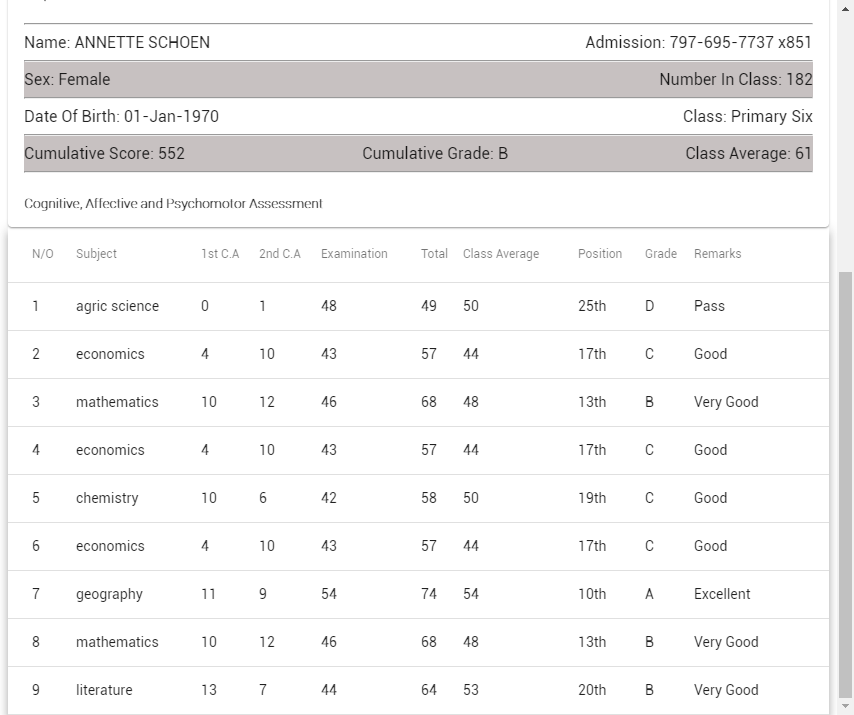 Name: ANNETTE SCHOEN Admission: 797-695-7737 x851
Sex: Female Number In Class: 182
Date Of Birth: 01-Jan-1970 Class: Primary Six
Cumulative Score: 552 Cumulative Grade: B Class Average: 61
Cognitive, Affective and Psychomotor Assessment
N/O Subject 1st C.A 2nd C.A Examination Total Class Average Position Grade Remarks
1 agric science 0 1 48 49 50 25th D Pass
2 economics 4 10 43 57 44 17th C Good
3 mathematics 10 12 46 68 48 13th B Very Good
4 economics 4 10 43 57 44 17th C Good
5 chemistry 10 6 42 58 50 19th C Good
6 economics 4 10 43 57 44 17th C Good
7 geography 11 9 54 74 54 10th A Excellent
8 mathematics 10 12 46 68 48 13th B Very Good
9 literature 13 7 44 64 53 20th B Very Good